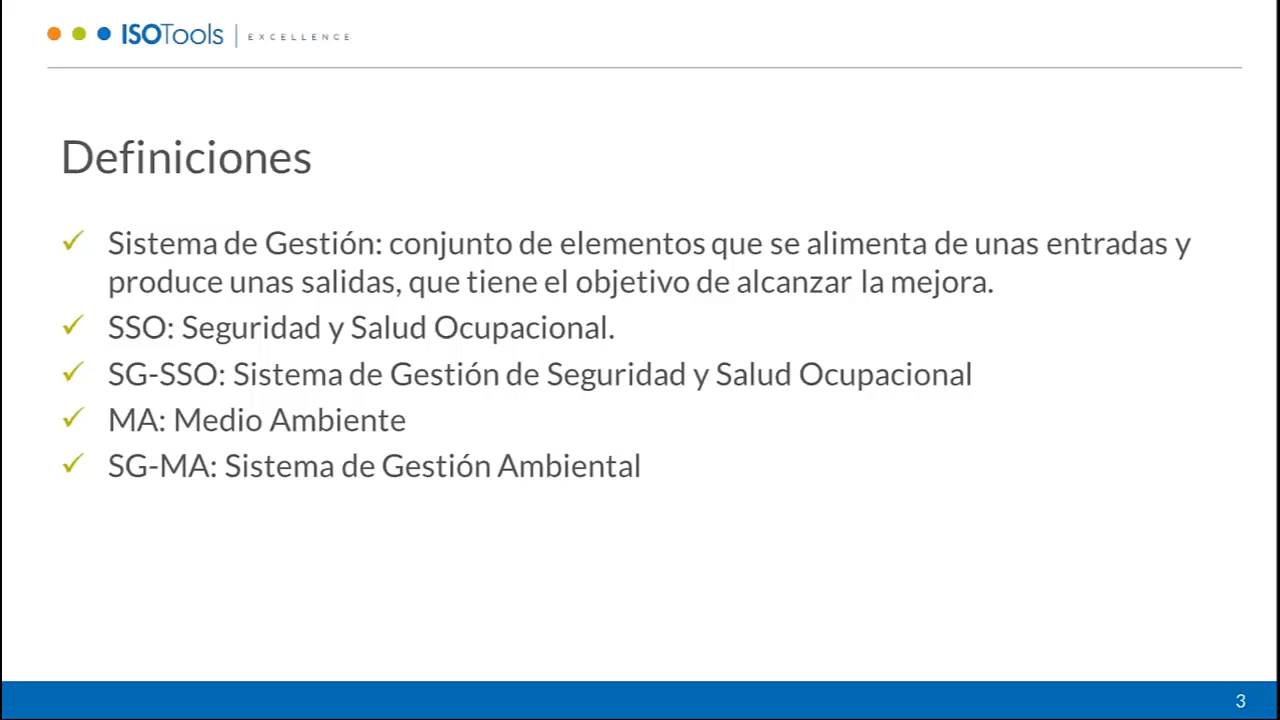 ISOTools | EXCELLENCE
Definiciones
✓ Sistema de Gestión: conjunto de elementos que se alimenta de unas entradas y
produce unas salidas, que tiene el objetivo de alcanzar la mejora.
✓ SSO: Seguridad y Salud Ocupacional.
✓ SG-SSO: Sistema de Gestión de Seguridad y Salud Ocupacional
✓ MA: Medio Ambiente
✓ SG-MA: Sistema de Gestión Ambiental
3